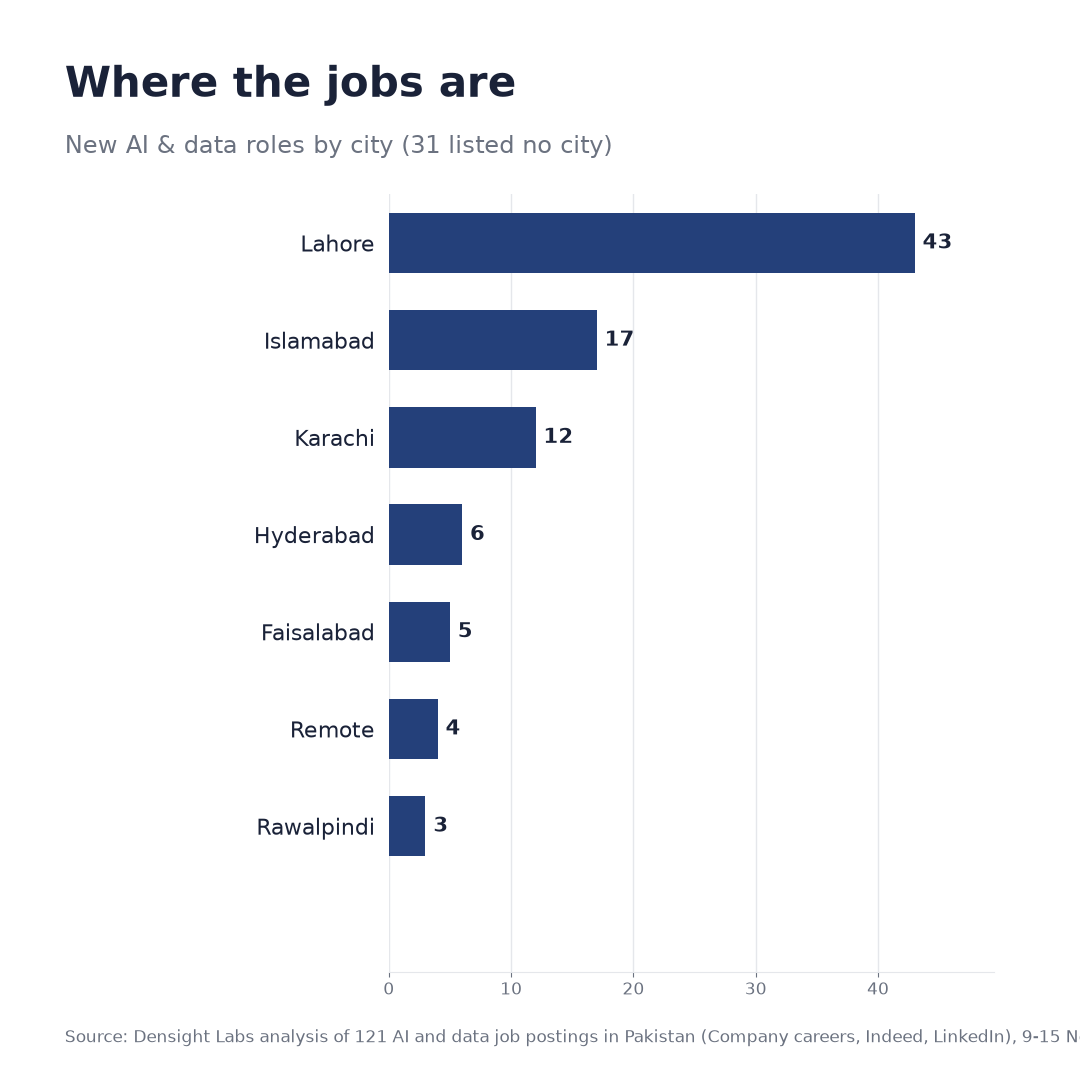 Where the jobs are
New AI & data roles by city (31 listed no city)
Lahore 43
Islamabad 17
Karachi 12
Hyderabad 6
Faisalabad 5
Remote 4
Rawalpindi 3
0 10 20 30 40
Source: Densight Labs analysis of 121 AI and data job postings in Pakistan (Company careers, Indeed, LinkedIn), 9-15